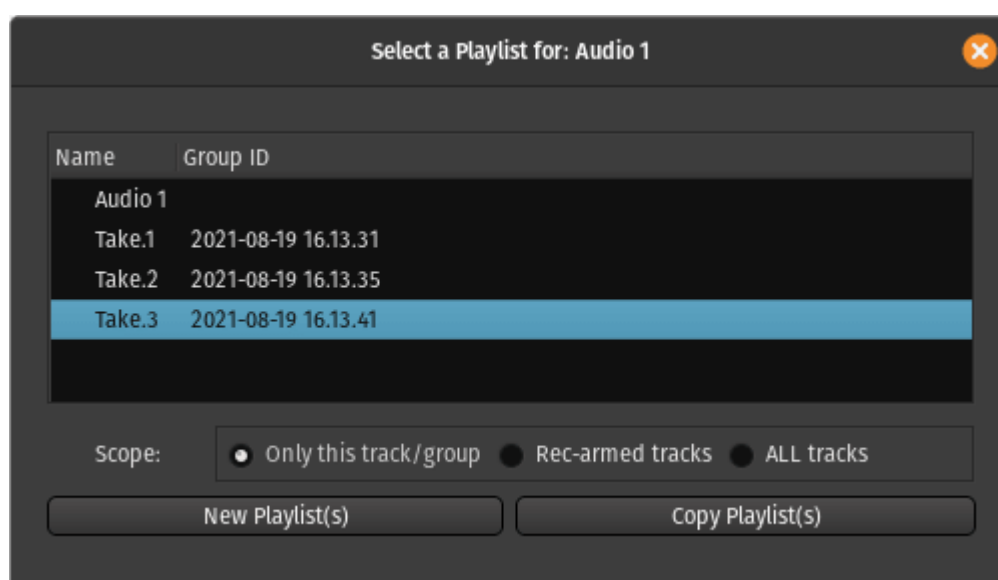 Select a Playlist for: Audio 1
Name Group ID
Audio 1
Take.1 2021-08-19 16.13.31
Take.2 2021-08-19 16.13.35
Take.3 2021-08-19 16.13.41
Scope: Only this track/group Rec-armed tracks ALL tracks
New Playlist(s) Copy Playlist(s)